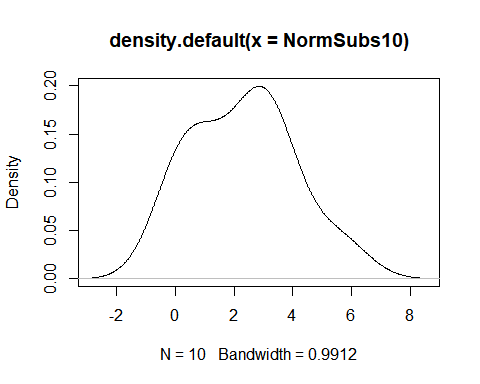 density.default(x = NormSubs10)
Density
0.20
0.15
0.10
0.05
0.00
-2 0 2 4 6 8
N = 10 Bandwidth = 0.9912